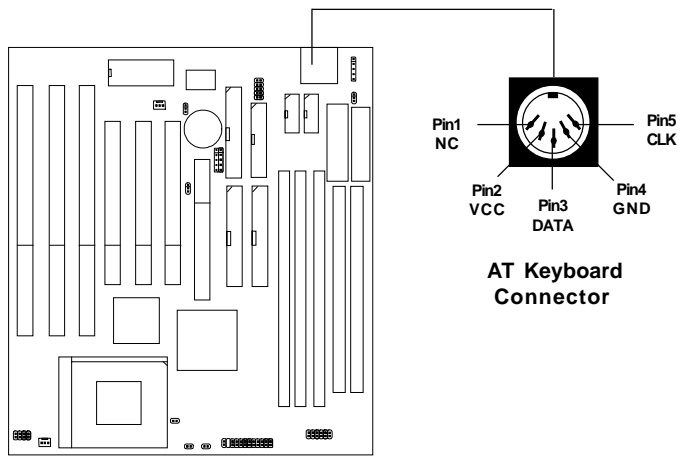 Pin1
NC
Pin5
CLK
Pin2
VCC
Pin3
DATA
Pin4
GND
AT Keyboard
Connector